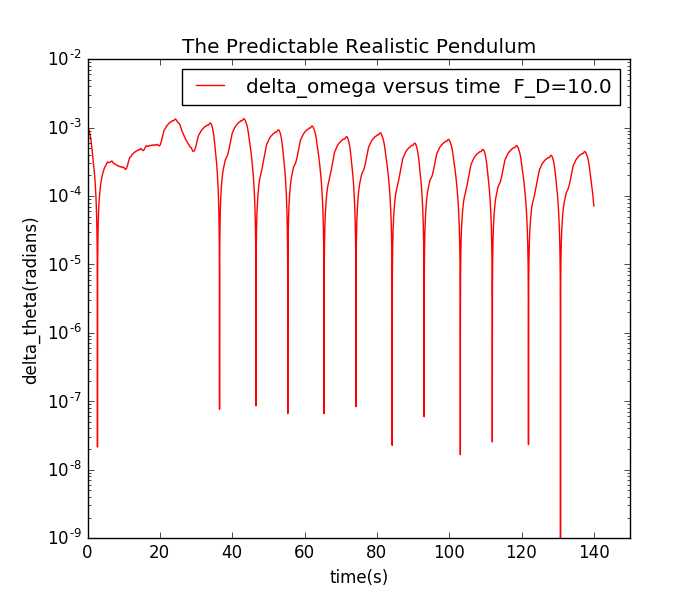 The Predictable Realistic Pendulum
delta_omega versus time  F_D=10.0
delta_theta(radians)
10^-2
10^-3
10^-4
10^-5
10^-6
10^-7
10^-8
10^-9
0 20 40 60 80 100 120 140
time(s)